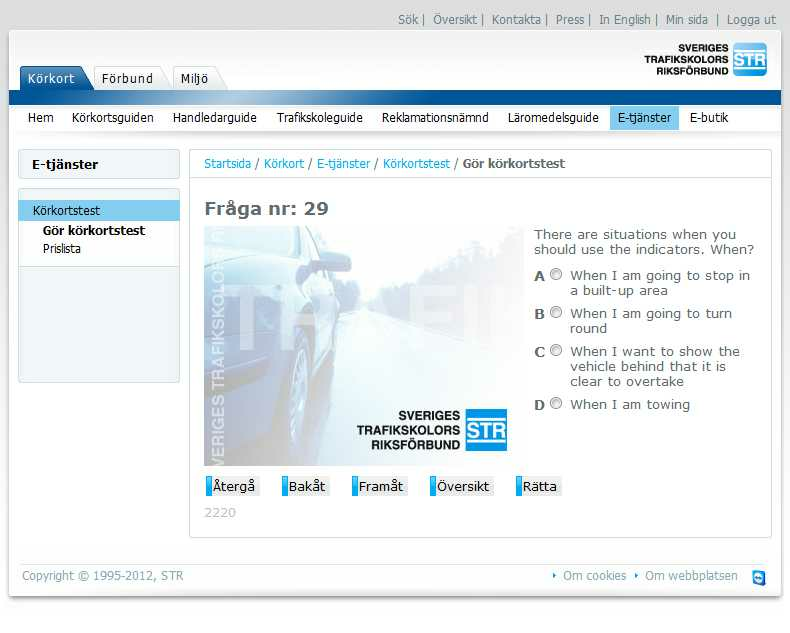 Sök | Översikt | Kontakta | Press | In English | Min sida | Logga ut
SVERIGES
TRAFIKSKOLORS
RIKSFÖRBUND
STR
Körkort Förbund Miljö
Hem Körkortsguiden Handledarguide Trafikskoleguide Reklamationsnämnd Läromedelsguide E-tjänster E-butik
E-tjänster
Körkortstest
Gör körkortstest
Prislista
Startsida / Körkort / E-tjänster / Körkortstest / Gör körkortstest
Fråga nr: 29
SVERIGES TRAFIKSKOLORS
TRAFI
SVERIGES
TRAFIKSKOLORS
RIKSFÖRBUND
STR
There are situations when you
should use the indicators. When?
A When I am going to stop in
a built-up area
B When I am going to turn
round
C When I want to show the
vehicle behind that it is
clear to overtake
D When I am towing
Återgå Bakåt Framåt Översikt Rätta
2220
Copyright © 1995-2012, STR
Om cookies Om webbplatsen